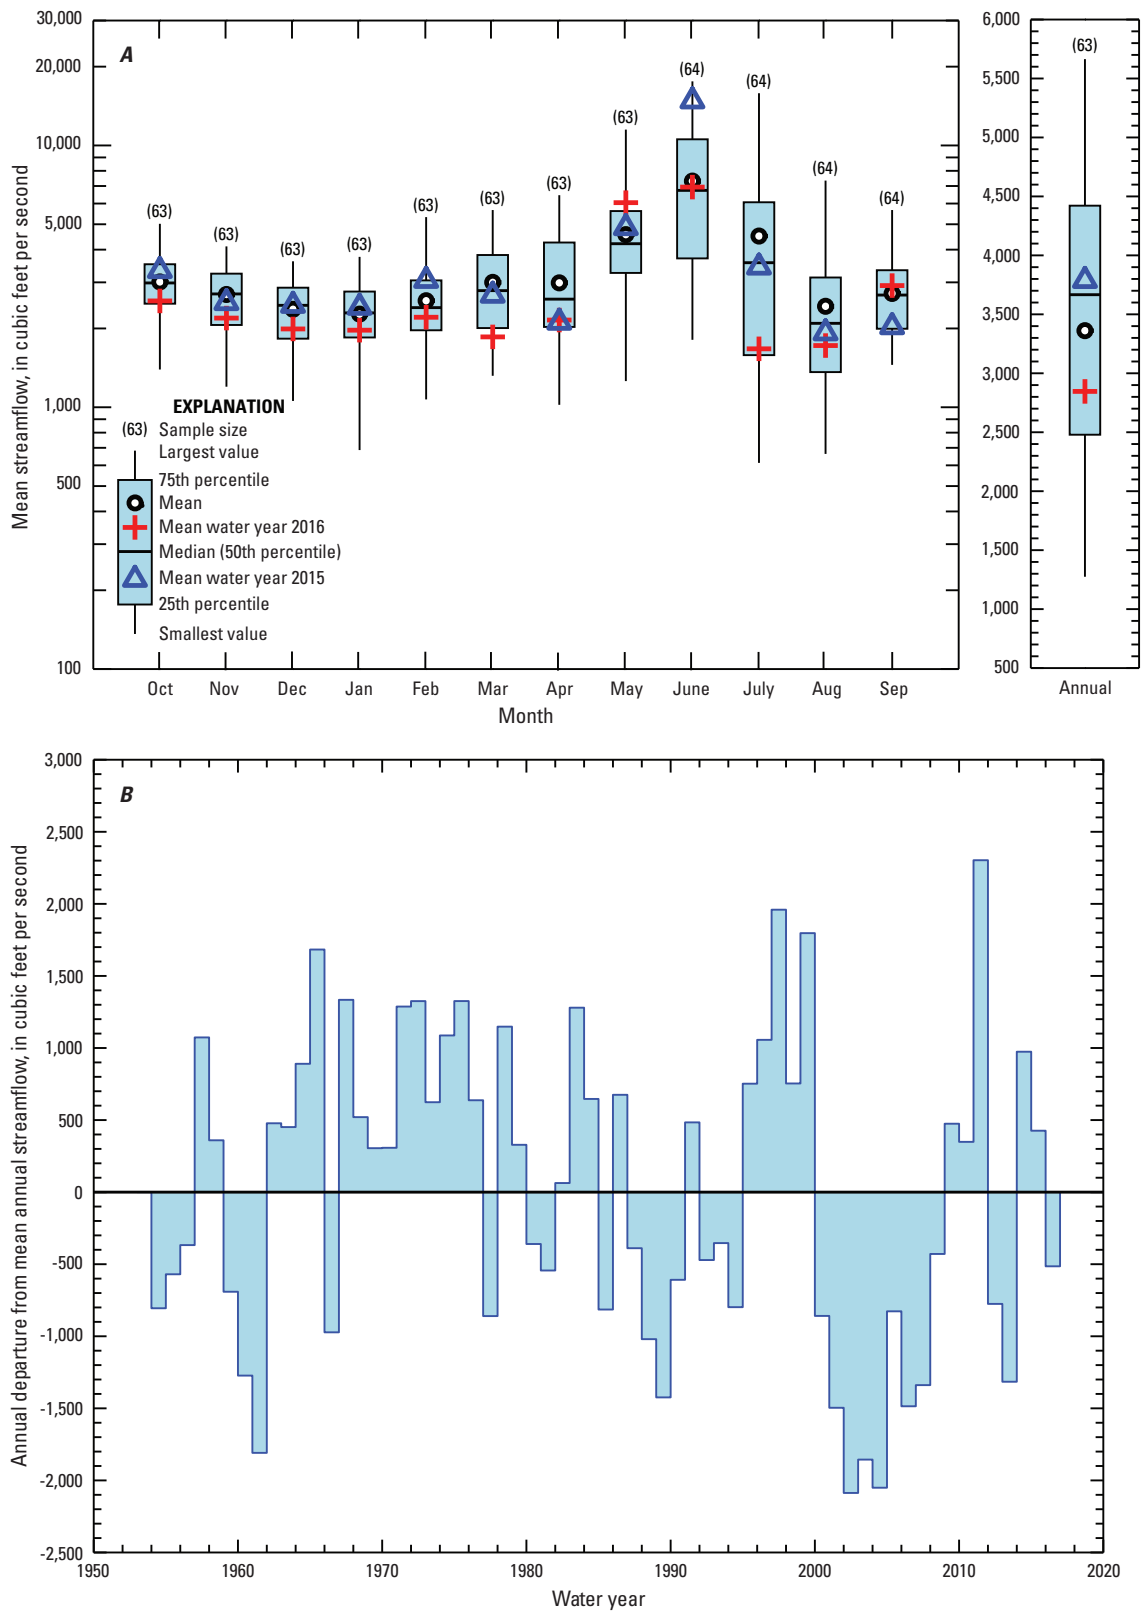 30,000
20,000
10,000
5,000
1,000
500
100
Mean streamflow, in cubic feet per second
A
(63)
(63)
(63)
(63)
(63)
(63)
(63)
(63)
(64)
(64)
(64)
(64)
EXPLANATION
(63) Sample size
Largest value
75th percentile
Mean
Mean water year 2016
Median (50th percentile)
Mean water year 2015
25th percentile
Smallest value
Oct Nov Dec Jan Feb Mar Apr May June July Aug Sep
Month
6,000
5,500
5,000
4,500
4,000
3,500
3,000
2,500
2,000
1,500
1,000
500
(63)
Annual
3,000
2,500
2,000
1,500
1,000
500
0
-500
-1,000
-1,500
-2,000
-2,500
Annual departure from mean annual streamflow, in cubic feet per second
B
1950 1960 1970 1980 1990 2000 2010 2020
Water year